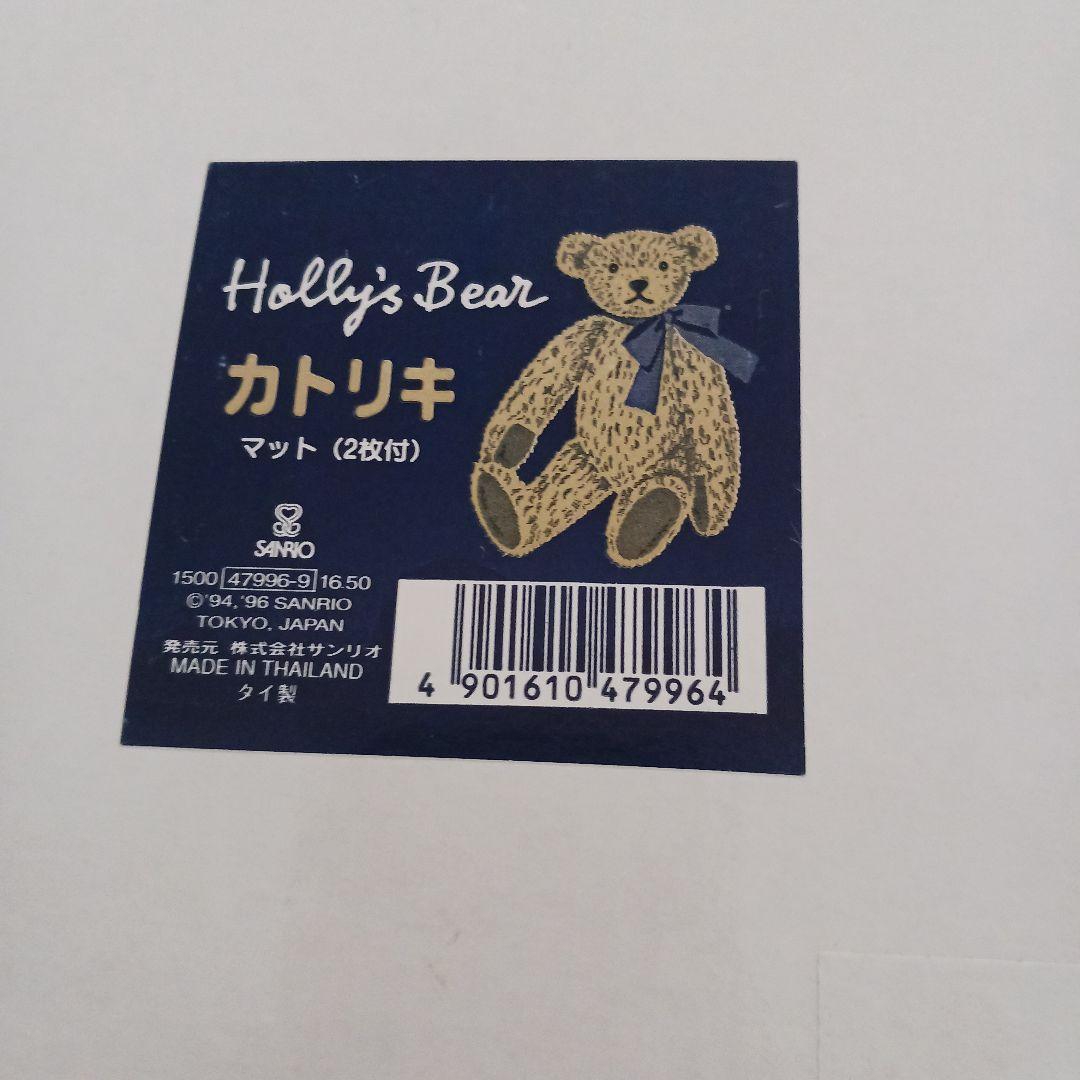 Holly's Bear
カトリキ
マット（2枚付）
SANRIO
1500 47996-9 16.50
©'94,'96 SANRIO
TOKYO, JAPAN
発売元 株式会社サンリオ
MADE IN THAILAND
タイ製
4 901610 479964